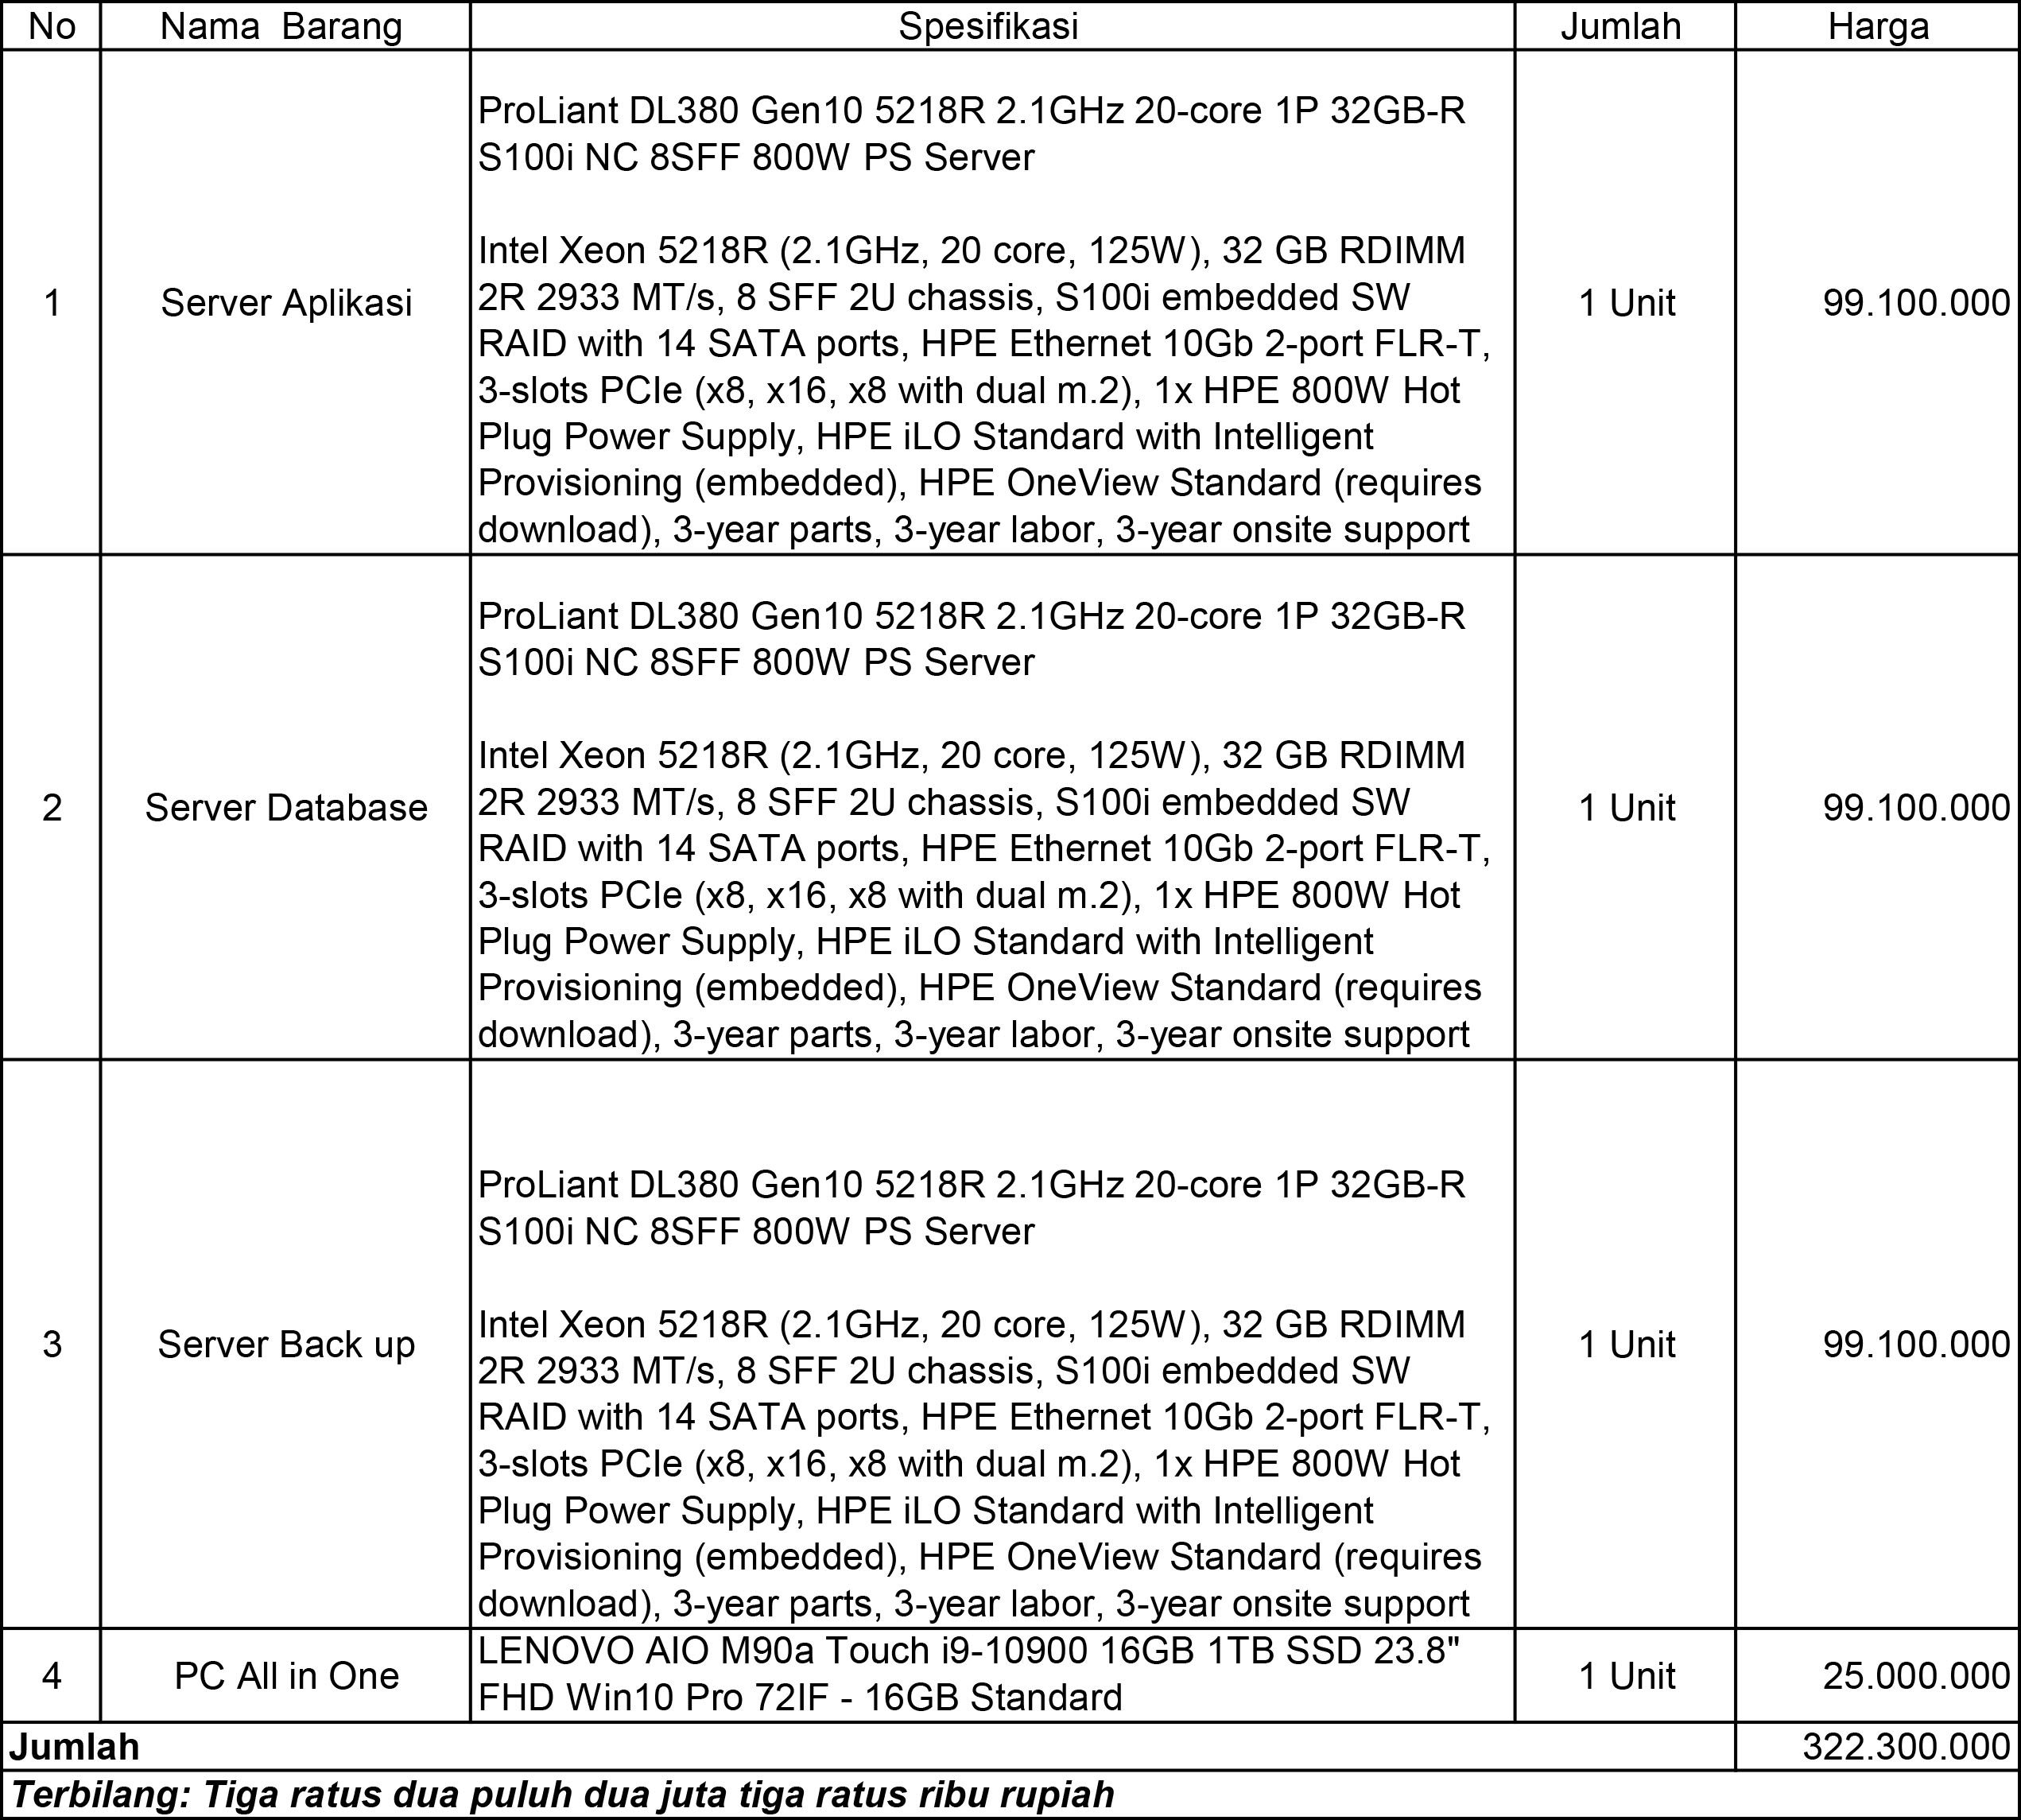 No Nama Barang Spesifikasi Jumlah Harga
ProLiant DL380 Gen10 5218R 2.1GHz 20-core 1P 32GB-R
S100i NC 8SFF 800W PS Server
Intel Xeon 5218R (2.1GHz, 20 core, 125W), 32 GB RDIMM
2R 2933 MT/s, 8 SFF 2U chassis, S100i embedded SW
1 Server Aplikasi RAID with 14 SATA ports, HPE Ethernet 10Gb 2-port FLR-T, 1 Unit 99.100.000
3-slots PCIe (x8, x16, x8 with dual m.2), 1x HPE 800W Hot
Plug Power Supply, HPE iLO Standard with Intelligent
Provisioning (embedded), HPE OneView Standard (requires
download), 3-year parts, 3-year labor, 3-year onsite support
ProLiant DL380 Gen10 5218R 2.1GHz 20-core 1P 32GB-R
S100i NC 8SFF 800W PS Server
Intel Xeon 5218R (2.1GHz, 20 core, 125W), 32 GB RDIMM
2 Server Database 2R 2933 MT/s, 8 SFF 2U chassis, S100i embedded SW 1 Unit 99.100.000
RAID with 14 SATA ports, HPE Ethernet 10Gb 2-port FLR-T,
3-slots PCIe (x8, x16, x8 with dual m.2), 1x HPE 800W Hot
Plug Power Supply, HPE iLO Standard with Intelligent
Provisioning (embedded), HPE OneView Standard (requires
download), 3-year parts, 3-year labor, 3-year onsite support
ProLiant DL380 Gen10 5218R 2.1GHz 20-core 1P 32GB-R
S100i NC 8SFF 800W PS Server
3 Server Back up Intel Xeon 5218R (2.1GHz, 20 core, 125W), 32 GB RDIMM 1 Unit 99.100.000
2R 2933 MT/s, 8 SFF 2U chassis, S100i embedded SW
RAID with 14 SATA ports, HPE Ethernet 10Gb 2-port FLR-T,
3-slots PCIe (x8, x16, x8 with dual m.2), 1x HPE 800W Hot
Plug Power Supply, HPE iLO Standard with Intelligent
Provisioning (embedded), HPE OneView Standard (requires
download), 3-year parts, 3-year labor, 3-year onsite support
4 PC All in One LENOVO AIO M90a Touch i9-10900 16GB 1TB SSD 23.8" 1 Unit 25.000.000
FHD Win10 Pro 72IF - 16GB Standard
Jumlah 322.300.000
Terbilang: Tiga ratus dua puluh dua juta tiga ratus ribu rupiah